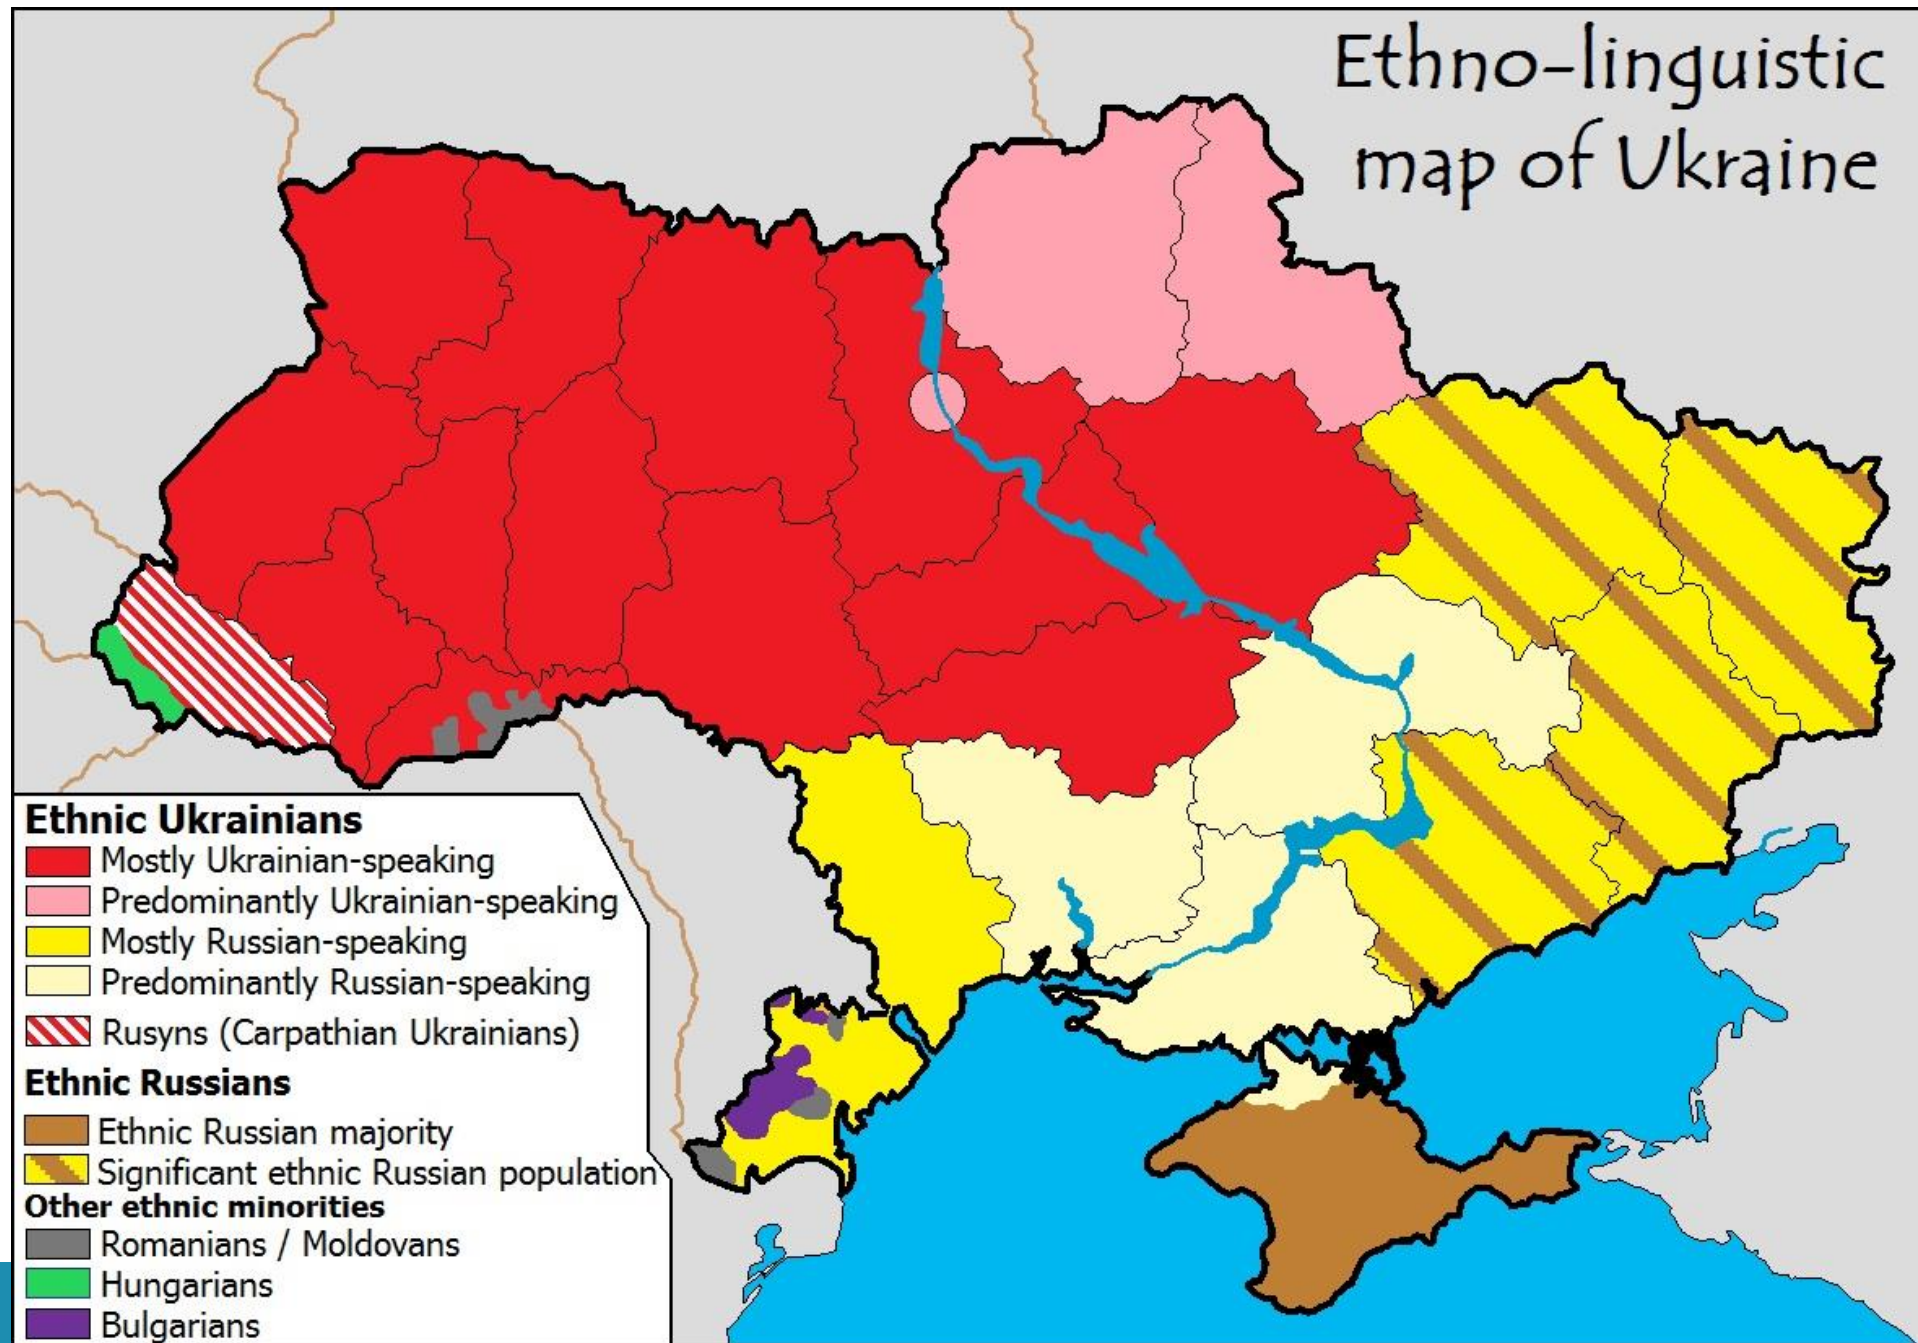 Ethno-linguistic
map of Ukraine
Ethnic Ukrainians
Mostly Ukrainian-speaking
Predominantly Ukrainian-speaking
Mostly Russian-speaking
Predominantly Russian-speaking
Rusyns (Carpathian Ukrainians)
Ethnic Russians
Ethnic Russian majority
Significant ethnic Russian population
Other ethnic minorities
Romanians / Moldovans
Hungarians
Bulgarians